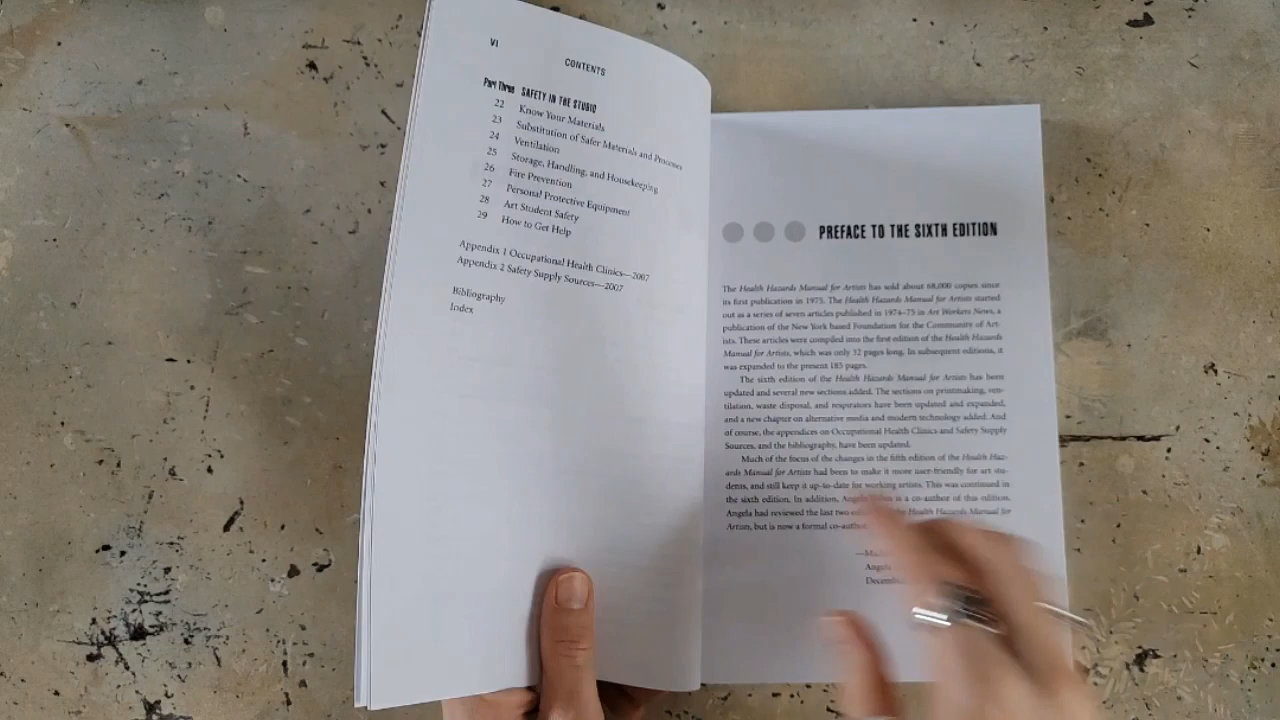 VI
CONTENTS
Part Three SAFETY IN THE STUDIO
22 Know Your Materials
23 Substitution of Safer Materials and Processes
24 Ventilation
25 Storage, Handling, and Housekeeping
26 Fire Prevention
27 Personal Protective Equipment
28 Art Student Safety
29 How to Get Help
Appendix 1 Occupational Health Clinics—2007
Appendix 2 Safety Supply Sources—2007
Bibliography
Index
PREFACE TO THE SIXTH EDITION
The Health Hazards Manual for Artists has sold about 68,000 copies since
its first publication in 1975. The Health Hazards Manual for Artists started
out as a series of seven articles published in 1974–75 in Art Workers News, a
publication of the New York based Foundation for the Community of Art-
ists. These articles were compiled into the first edition of the Health Hazards
Manual for Artists, which was only 32 pages long. In subsequent editions, it
was expanded to the present 185 pages.
The sixth edition of the Health Hazards Manual for Artists has been
updated and several new sections added. The sections on printmaking, ven-
tilation, waste disposal, and respirators have been updated and expanded,
and a new chapter on alternative media and modern technology added. And
of course, the appendices on Occupational Health Clinics and Safety Supply
Sources, and the bibliography, have been updated.
Much of the focus of the changes in the fifth edition of the Health Haz-
ards Manual for Artists had been to make it more user-friendly for art stu-
dents, and still keep it up-to-date for working artists. This was continued in
the sixth edition. In addition, Angela is a co-author of this edition.
Angela had reviewed the last two Health Hazards Manual for
Artists, but is now a formal co-author
Angela